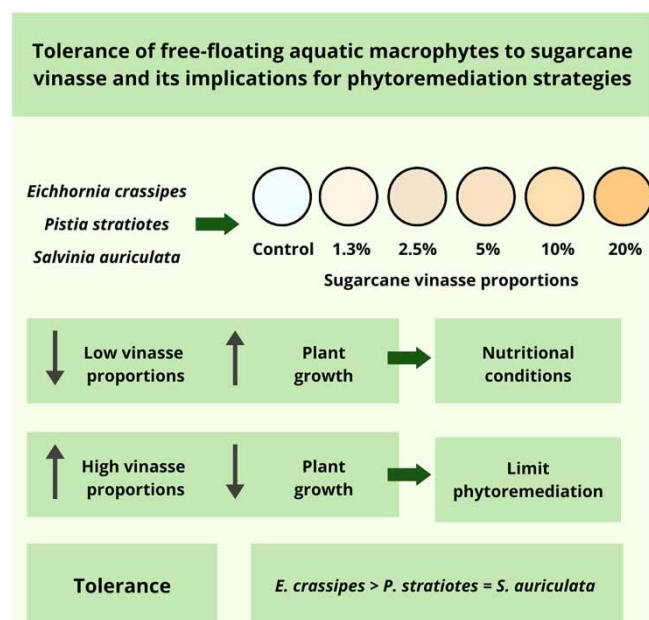 Tolerance of free-floating aquatic macrophytes to sugarcane
vinasse and its implications for phytoremediation strategies
Eichhornia crassipes
Pistia stratiotes
Salvinia auriculata
Control 1.3% 2.5% 5% 10% 20%
Sugarcane vinasse proportions
Low vinasse
proportions
Plant
growth
Nutritional
conditions
High vinasse
proportions
Plant
growth
Limit
phytoremediation
Tolerance
E. crassipes > P. stratiotes = S. auriculata